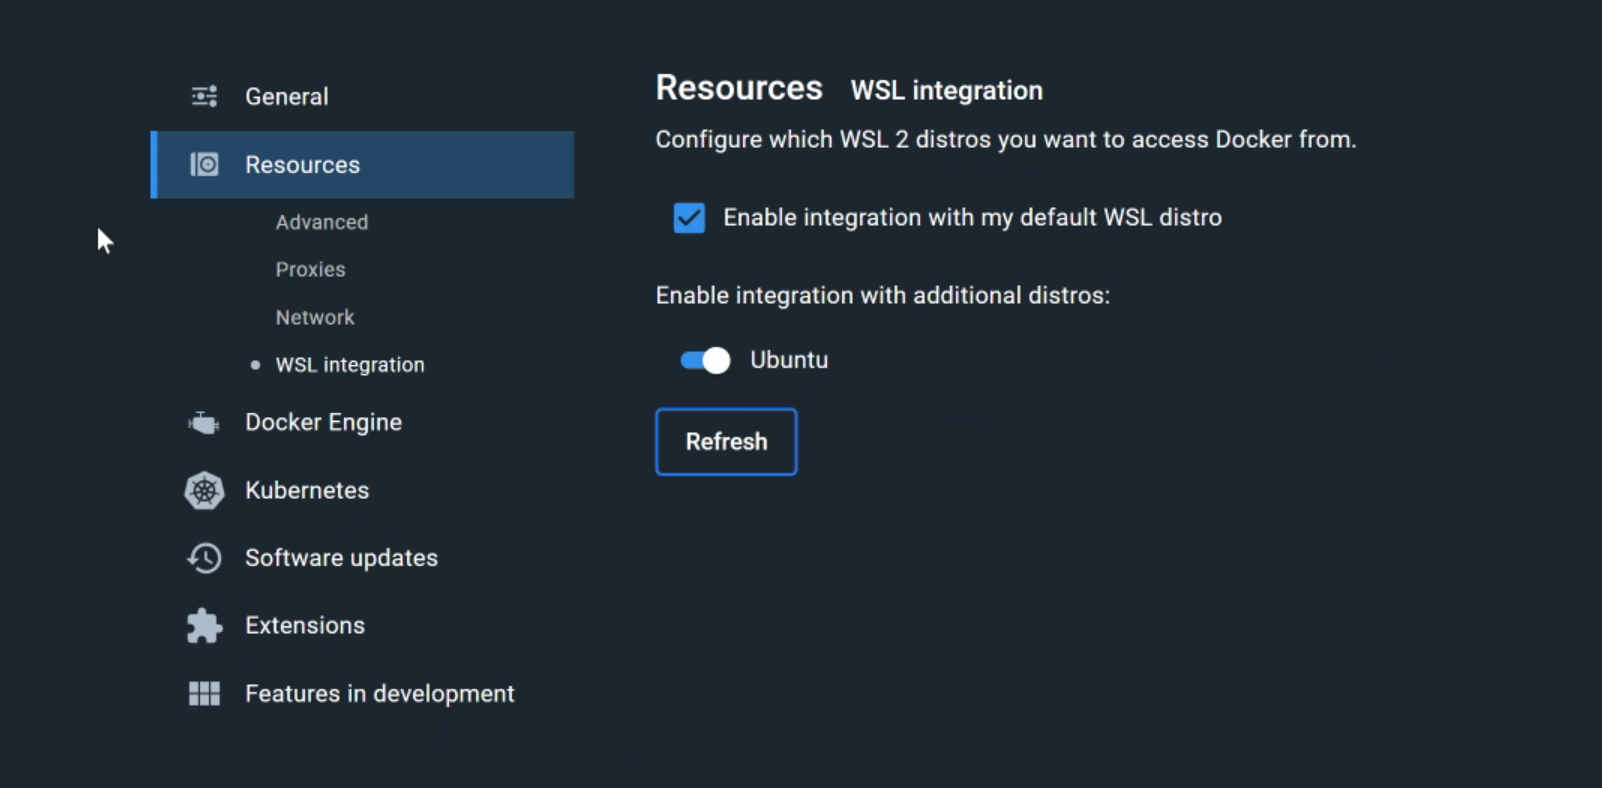 General
Resources
Advanced
Proxies
Network
WSL integration
Docker Engine
Kubernetes
Software updates
Extensions
Features in development
Resources WSL integration
Configure which WSL 2 distros you want to access Docker from.
Enable integration with my default WSL distro
Enable integration with additional distros:
Ubuntu
Refresh